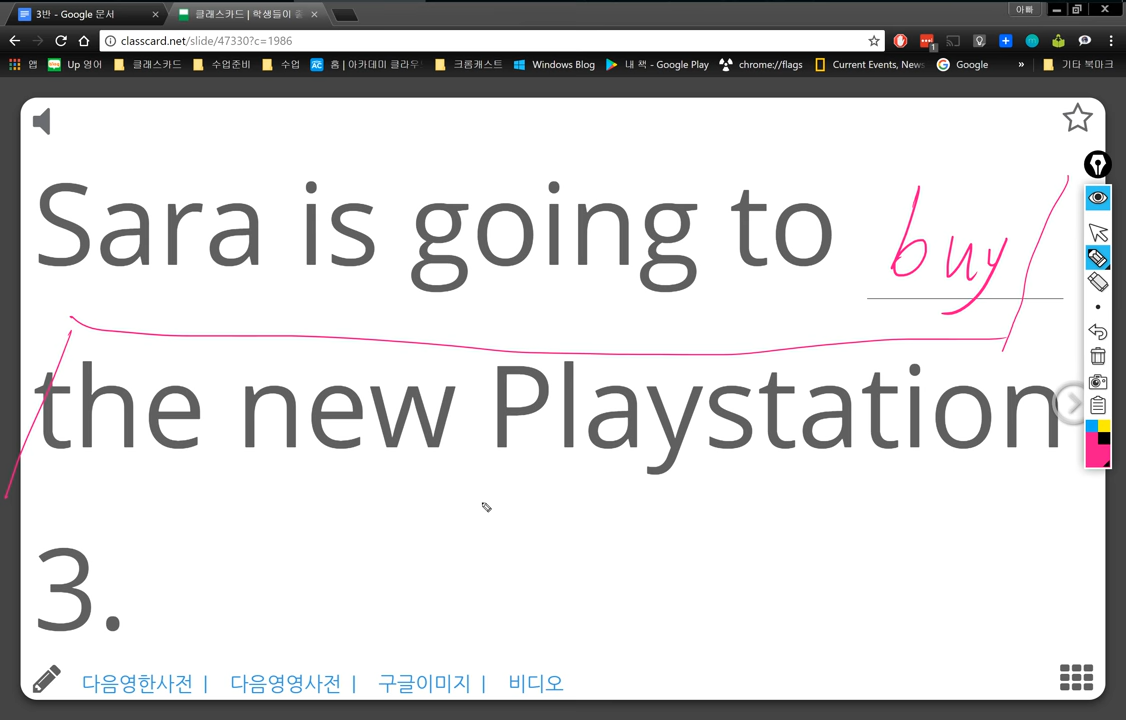 3반 - Google 문서
클래스카드 | 학생들이
아빠
classcard.net/slide/47330?c=1986
1
앱 Up 영어 클래스카드 수업준비 수업 홈 | 아카데미 클라우 크롬캐스트 Windows Blog 내 책 - Google Play chrome://flags Current Events, News Google » 기타 북마크
Sara is going to buy
the new Playstation
3.
다음영한사전 | 다음영영사전 | 구글이미지 | 비디오